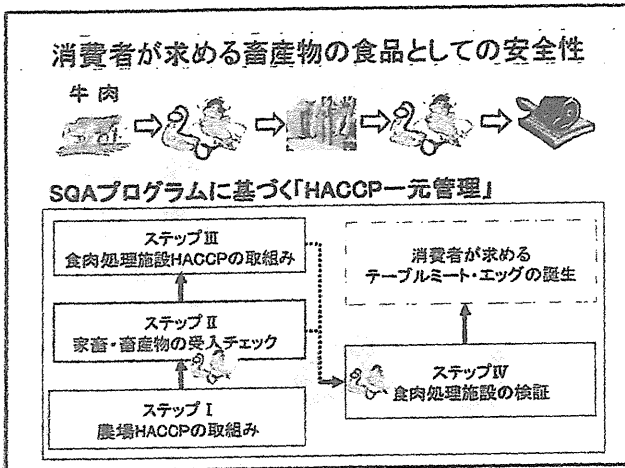 消費者が求める畜産物の食品としての安全性
牛肉
SQAプログラムに基づく「HACCP一元管理」
ステップⅢ
食肉処理施設HACCPの取組み
ステップⅡ
家畜・畜産物の受入チェック
ステップⅠ
農場HACCPの取組み
消費者が求める
テーブルミート・エッグの誕生
ステップⅣ
食肉処理施設の検証